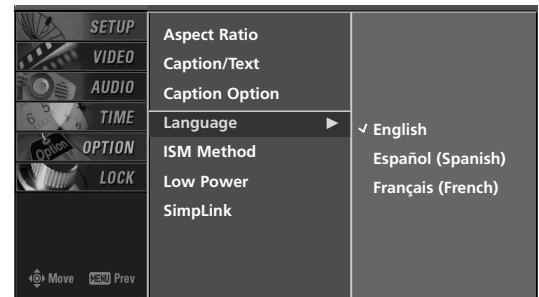 SETUP
VIDEO
AUDIO
TIME
OPTION
LOCK
Move MENU Prev
Aspect Ratio
Caption/Text
Caption Option
Language
ISM Method
Low Power
SimpLink
English
Español (Spanish)
Français (French)